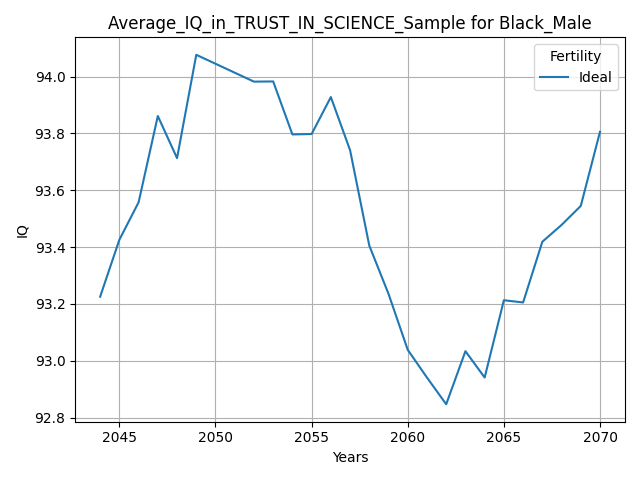 Average_IQ_in_TRUST_IN_SCIENCE_Sample for Black_Male
Fertility
Ideal
94.0
93.8
93.6
93.4
93.2
93.0
92.8
IQ
2045 2050 2055 2060 2065 2070
Years